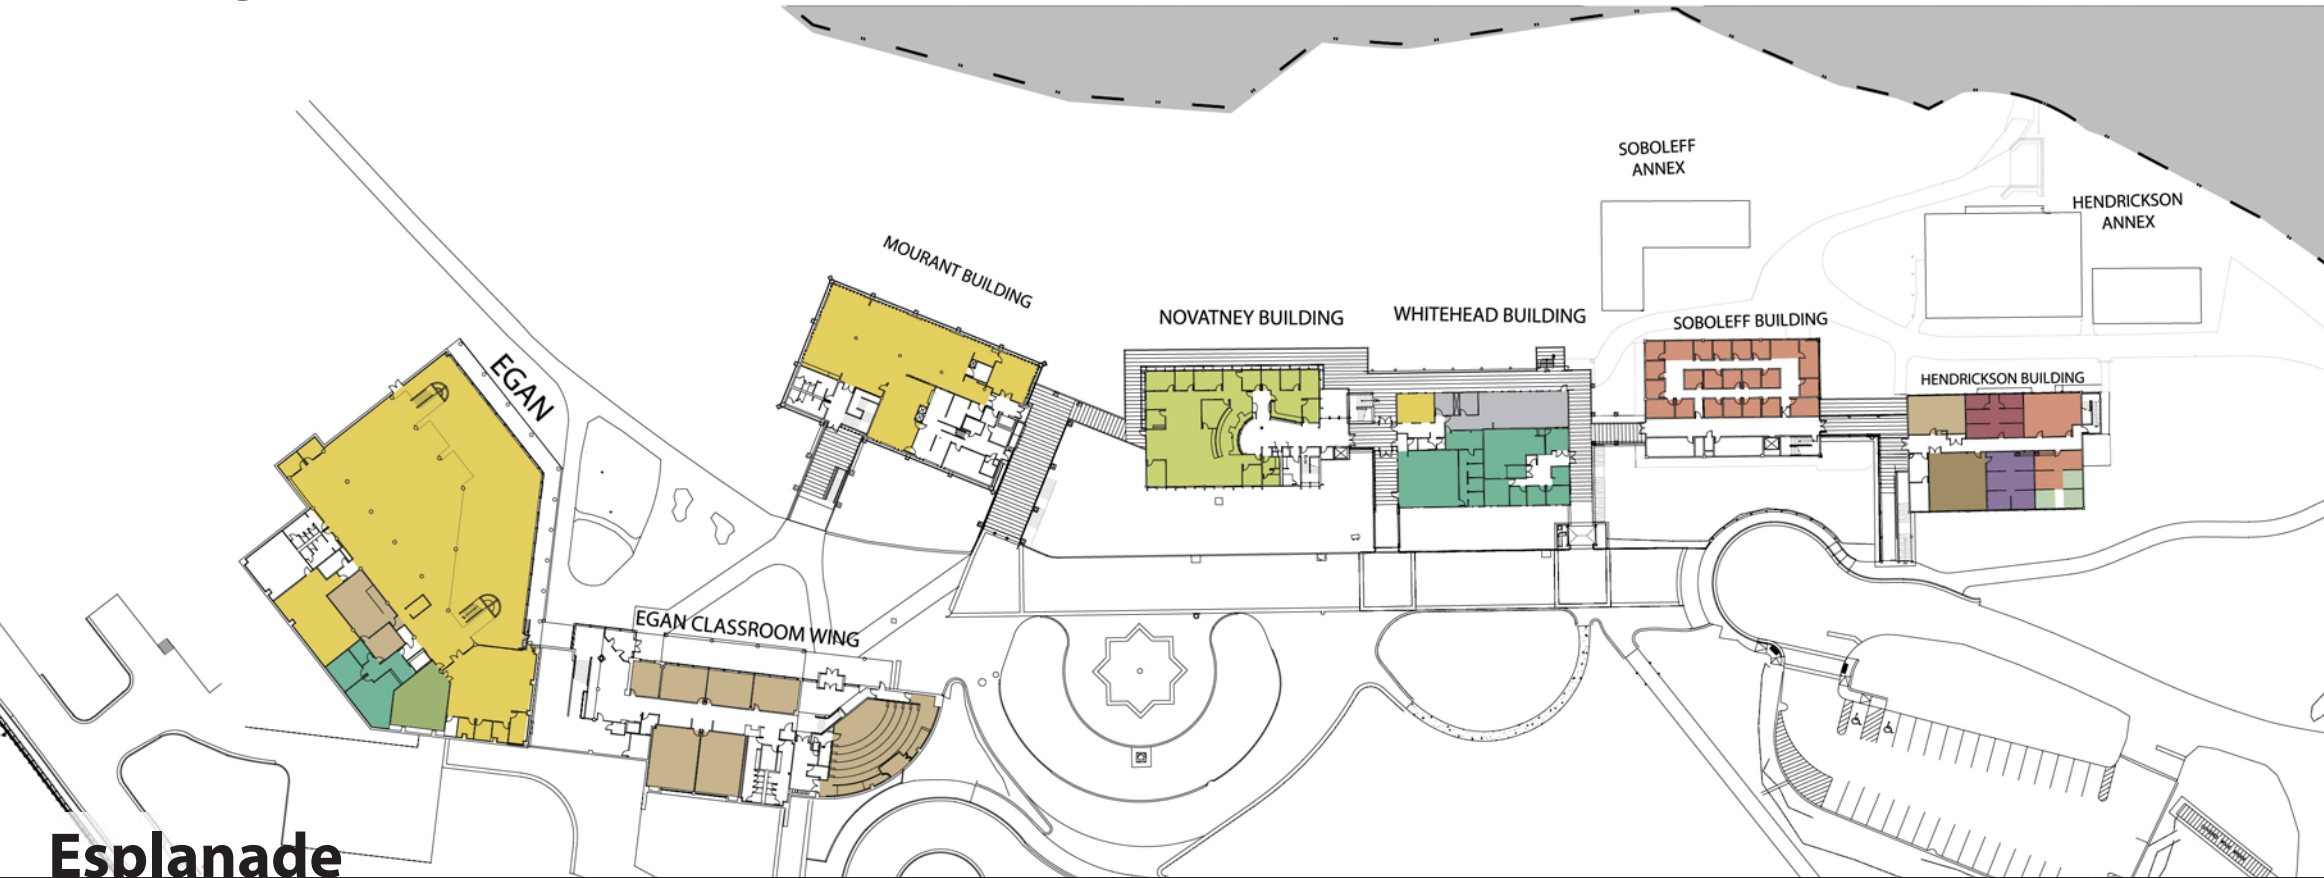 SOBOLEFF
ANNEX
HENDRICKSON
ANNEX
MOURANT BUILDING
NOVATNEY BUILDING
WHITEHEAD BUILDING
SOBOLEFF BUILDING
EGAN
HENDRICKSON BUILDING
EGAN CLASSROOM WING
Esplanade